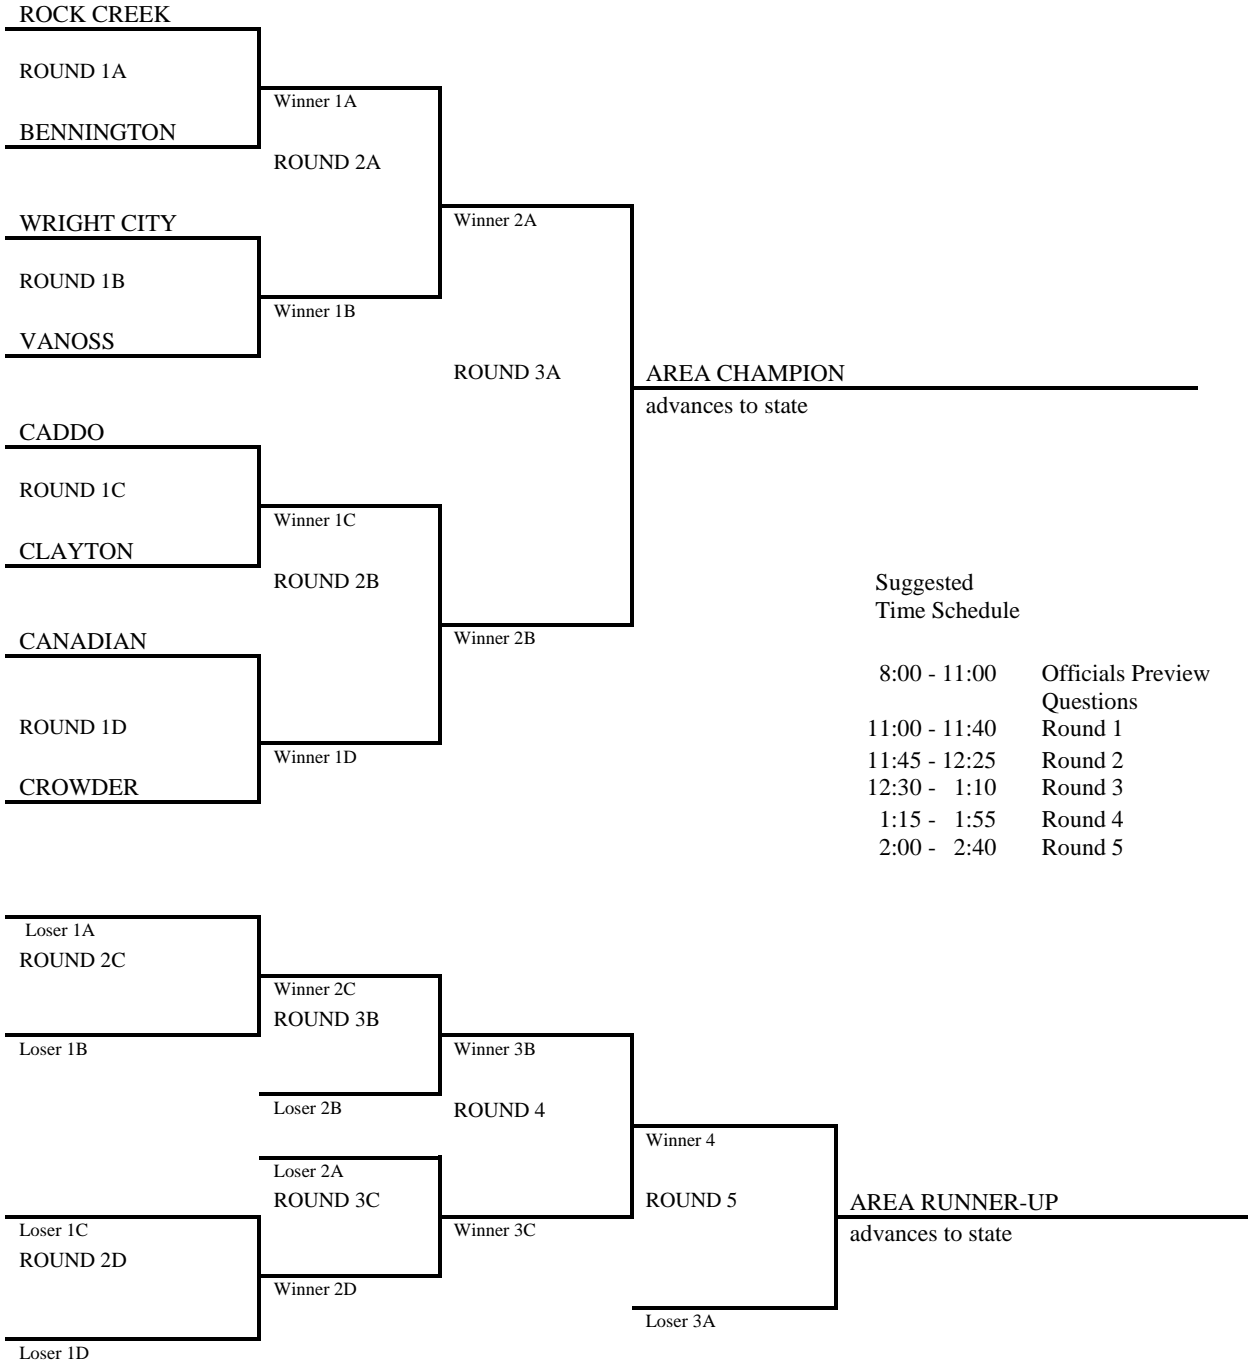 ROCK CREEK
ROUND 1A
Winner 1A
BENNINGTON
ROUND 2A
WRIGHT CITY
Winner 2A
ROUND 1B
Winner 1B
VANOSS
ROUND 3A
AREA CHAMPION
advances to state
CADDO
ROUND 1C
Winner 1C
CLAYTON
ROUND 2B
CANADIAN
Winner 2B
ROUND 1D
Winner 1D
CROWDER
Suggested
Time Schedule
8:00 - 11:00 Officials Preview
Questions
11:00 - 11:40 Round 1
11:45 - 12:25 Round 2
12:30 - 1:10 Round 3
1:15 - 1:55 Round 4
2:00 - 2:40 Round 5
Loser 1A
ROUND 2C
Winner 2C
ROUND 3B
Loser 1B
Winner 3B
Loser 2B
ROUND 4
Winner 4
Loser 2A
ROUND 3C
ROUND 5
AREA RUNNER-UP
advances to state
Loser 1C
Winner 3C
ROUND 2D
Winner 2D
Loser 3A
Loser 1D